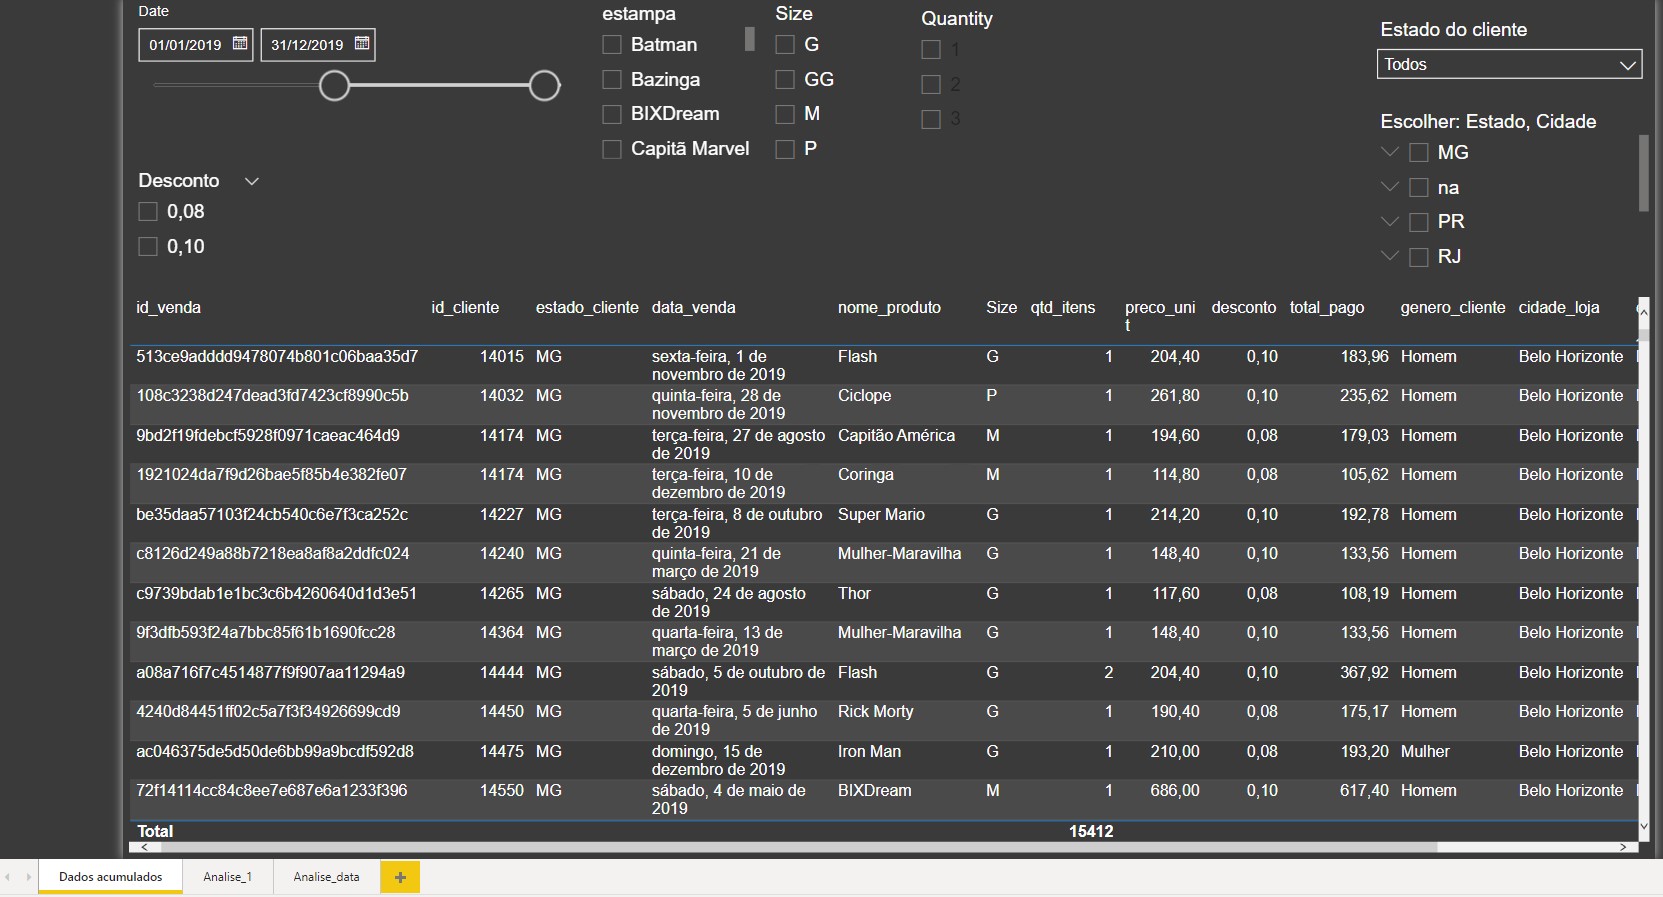 Date
01/01/2019 31/12/2019
estampa
Batman
Bazinga
BIXDream
Capitã Marvel
Size
G
GG
M
P
Quantity
1
2
3
Estado do cliente
Todos
Escolher: Estado, Cidade
MG
na
PR
RJ
Desconto
0,08
0,10
id_venda id_cliente estado_cliente data_venda nome_produto Size qtd_itens preco_uni desconto total_pago genero_cliente cidade_loja
t
513ce9adddd9478074b801c06baa35d7 14015 MG sexta-feira, 1 de Flash G 1 204,40 0,10 183,96 Homem Belo Horizonte
novembro de 2019
108c3238d247dead3fd7423cf8990c5b 14032 MG quinta-feira, 28 de Ciclope P 1 261,80 0,10 235,62 Homem Belo Horizonte
novembro de 2019
9bd2f19fdebcf5928f0971caeac464d9 14174 MG terça-feira, 27 de agosto Capitão América M 1 194,60 0,08 179,03 Homem Belo Horizonte
de 2019
1921024da7f9d26bae5f85b4e382fe07 14174 MG terça-feira, 10 de Coringa M 1 114,80 0,08 105,62 Homem Belo Horizonte
dezembro de 2019
be35daa57103f24cb540c6e7f3ca252c 14227 MG terça-feira, 8 de outubro Super Mario G 1 214,20 0,10 192,78 Homem Belo Horizonte
de 2019
c8126d249a88b7218ea8af8a2ddfc024 14240 MG quinta-feira, 21 de Mulher-Maravilha G 1 148,40 0,10 133,56 Homem Belo Horizonte
março de 2019
c9739bdab1e1bc3c6b4260640d1d3e51 14265 MG sábado, 24 de agosto Thor G 1 117,60 0,08 108,19 Homem Belo Horizonte
de 2019
9f3dfb593f24a7bbc85f61b1690fcc28 14364 MG quarta-feira, 13 de Mulher-Maravilha G 1 148,40 0,10 133,56 Homem Belo Horizonte
março de 2019
a08a716f7c4514877f9f907aa11294a9 14444 MG sábado, 5 de outubro de Flash G 2 204,40 0,10 367,92 Homem Belo Horizonte
2019
4240d84451ff02c5a7f3f34926699cd9 14450 MG quarta-feira, 5 de junho Rick Morty G 1 190,40 0,08 175,17 Homem Belo Horizonte
de 2019
ac046375de5d50de6bb99a9bcdf592d8 14475 MG domingo, 15 de Iron Man G 1 210,00 0,08 193,20 Mulher Belo Horizonte
dezembro de 2019
72f14114cc84c8ee7e687e6a1233f396 14550 MG sábado, 4 de maio de BIXDream M 1 686,00 0,10 617,40 Homem Belo Horizonte
2019
Total 15412
Dados acumulados Analise_1 Analise_data +